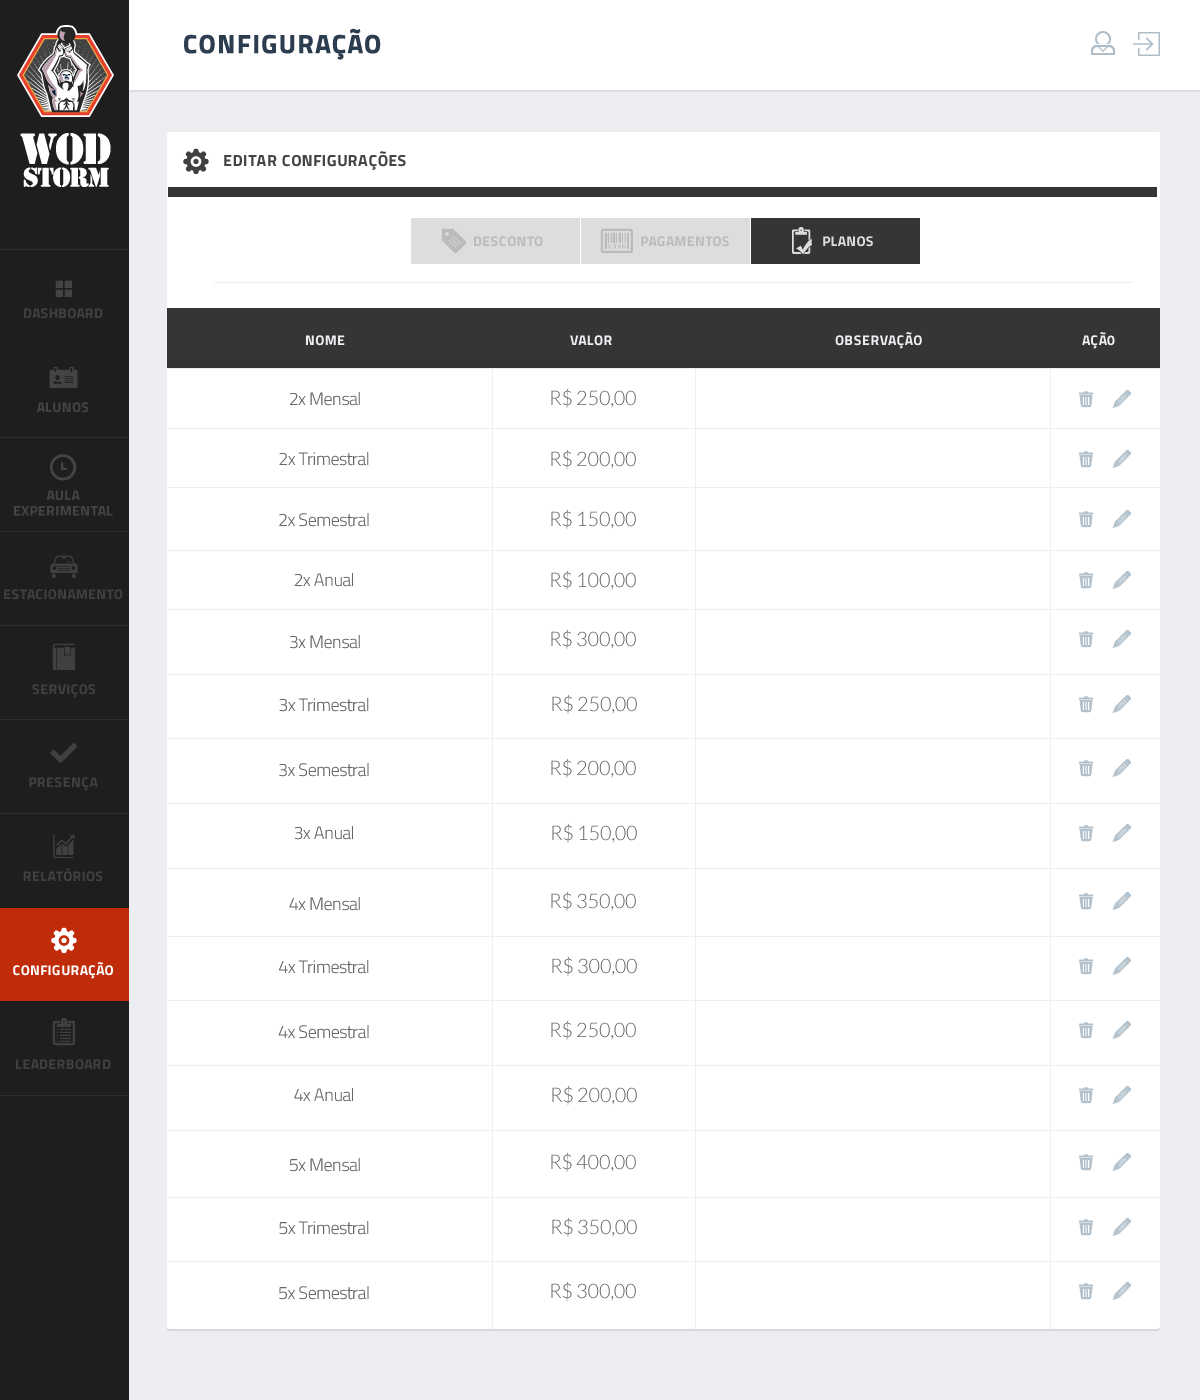 WOD
STORM
DASHBOARD
ALUNOS
AULA
EXPERIMENTAL
ESTACIONAMENTO
SERVIÇOS
PRESENÇA
RELATÓRIOS
CONFIGURAÇÃO
LEADERBOARD
CONFIGURAÇÃO
EDITAR CONFIGURAÇÕES
DESCONTO PAGAMENTOS PLANOS
NOME VALOR OBSERVAÇÃO AÇÃO
2x Mensal R$ 250,00
2x Trimestral R$ 200,00
2x Semestral R$ 150,00
2x Anual R$ 100,00
3x Mensal R$ 300,00
3x Trimestral R$ 250,00
3x Semestral R$ 200,00
3x Anual R$ 150,00
4x Mensal R$ 350,00
4x Trimestral R$ 300,00
4x Semestral R$ 250,00
4x Anual R$ 200,00
5x Mensal R$ 400,00
5x Trimestral R$ 350,00
5x Semestral R$ 300,00